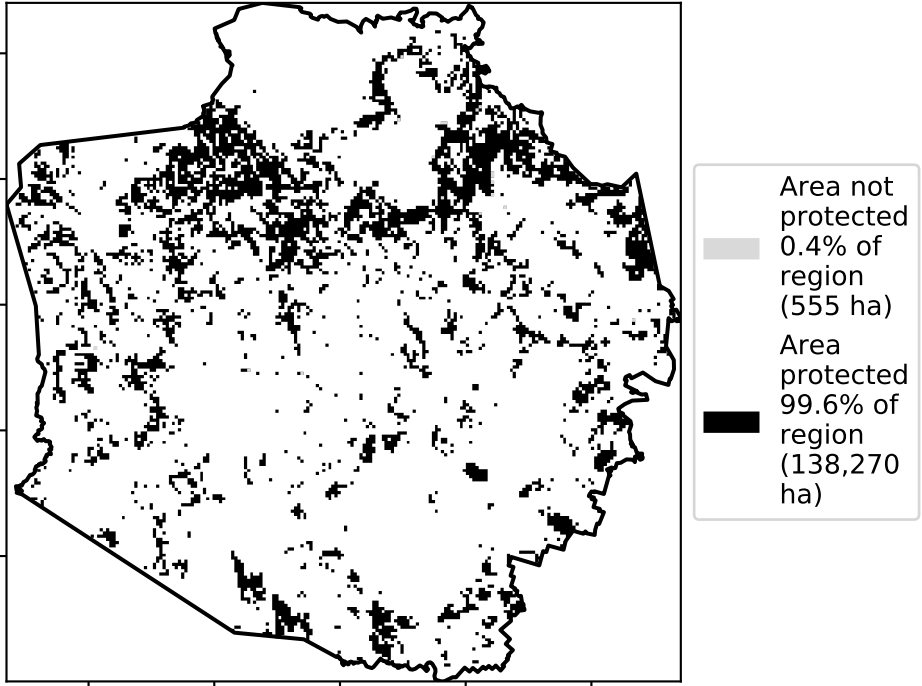 Area not
protected
0.4% of
region
(555 ha)
Area
protected
99.6% of
region
(138,270
ha)